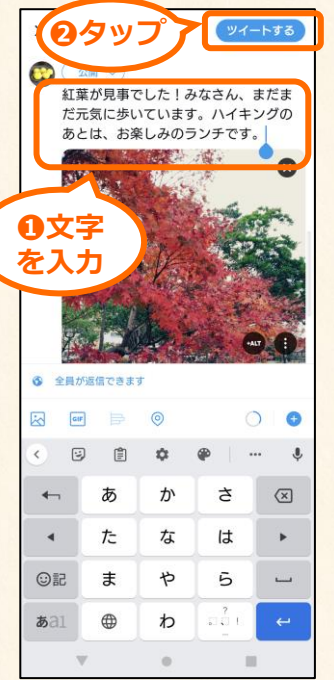 ❷タップ
ツイートする
公開
紅葉が見事でした！みなさん、まだま
だ元気に歩いています。ハイキングの
あとは、お楽しみのランチです。
❶文字
を入力
+ALT
全員が返信できます
GIF
あ
か
さ
た
な
は
☺記
ま
や
ら
あa1
わ
、。?!…